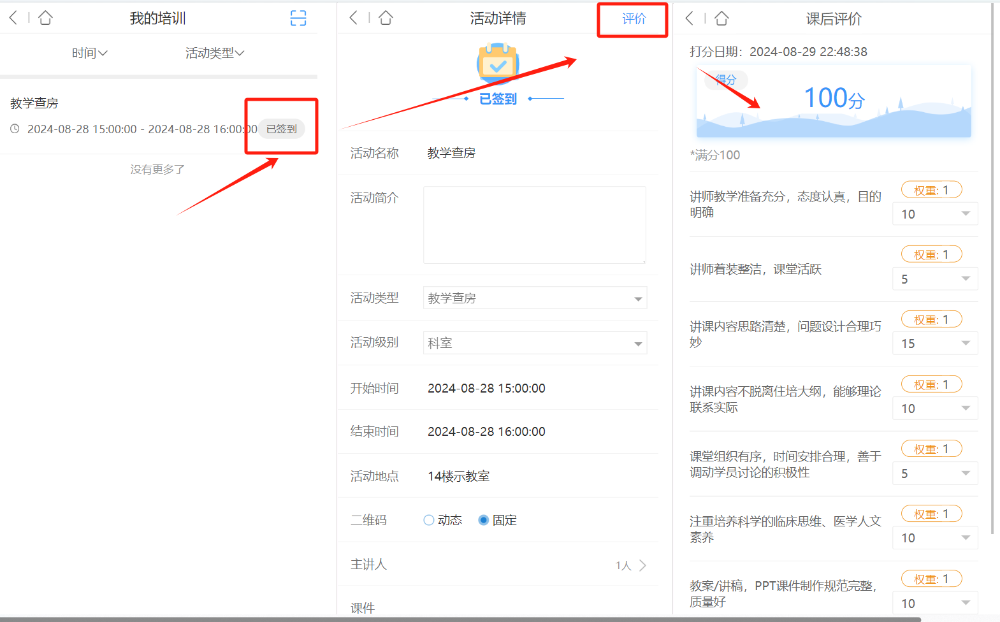 我的培训
时间 活动类型
教学查房
2024-08-28 15:00:00 - 2024-08-28 16:00:00 已签到
没有更多了
活动详情 评价
已签到
活动名称 教学查房
活动简介
活动类型 教学查房
活动级别 科室
开始时间 2024-08-28 15:00:00
结束时间 2024-08-28 16:00:00
活动地点 14楼示教室
二维码 动态 固定
主讲人 1人
课件
课后评价
打分日期：2024-08-29 22:48:38
得分
100分
*满分100
讲师教学准备充分，态度认真，目的
明确
权重: 1
10
讲师着装整洁，课堂活跃
权重: 1
5
讲课内容思路清楚，问题设计合理巧
妙
权重: 1
15
讲课内容不脱离住培大纲，能够理论
联系实际
权重: 1
10
课堂组织有序，时间安排合理，善于
调动学员讨论的积极性
权重: 1
5
注重培养科学的临床思维、医学人文
素养
权重: 1
10
教案/讲稿，PPT课件制作规范完整，
质量好
权重: 1
10